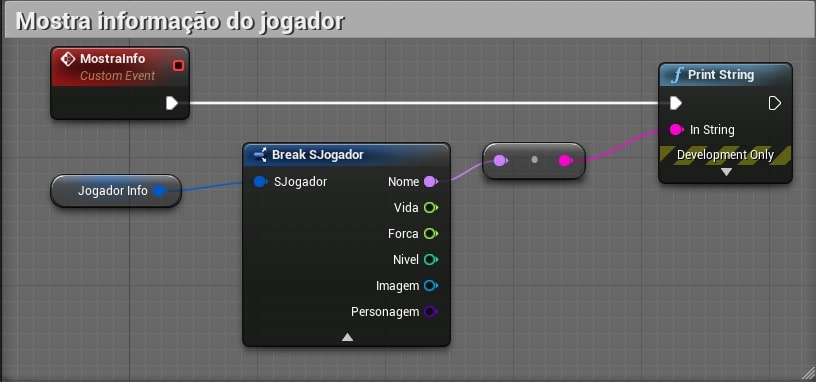 Mostra informação do jogador
MostraInfo
Custom Event
Print String
In String
Development Only
Break SJogador
Jogador Info
SJogador
Nome
Vida
Forca
Nivel
Imagem
Personagem